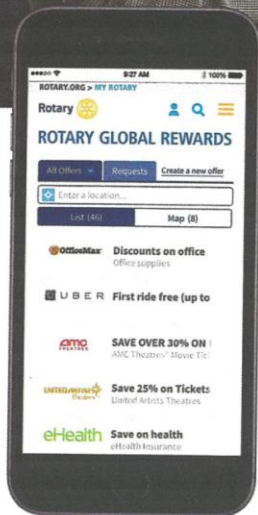 9:27 AM 100%
ROTARY.ORG > MY ROTARY
Rotary
ROTARY GLOBAL REWARDS
All Offers Requests Create a new offer
Enter a location...
List (46) Map (8)
OfficeMax Discounts on office
Office supplies
UBER First ride free (up to
amc THEATRES SAVE OVER 30% ON
AMC Theatres® Movie Tic
UNITED ARTISTS Theatres Save 25% on Tickets
United Artists Theatres
eHealth Save on health
eHealth Insurance